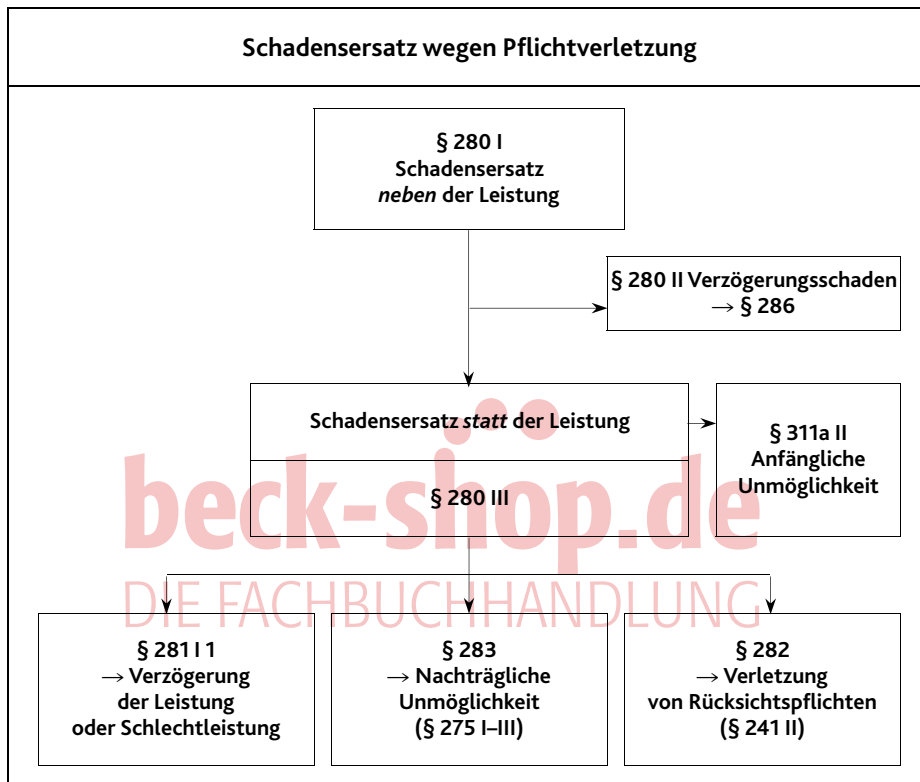 Schadensersatz wegen Pflichtverletzung
§ 280 I
Schadensersatz
neben der Leistung
§ 280 II Verzögerungsschaden
→ § 286
Schadensersatz statt der Leistung
§ 280 III
§ 311a II
Anfängliche
Unmöglichkeit
beck-shop.de
DIE FACHBUCHHANDLUNG
§ 281 I 1
→ Verzögerung
der Leistung
oder Schlechtleistung
§ 283
→ Nachträgliche
Unmöglichkeit
(§ 275 I–III)
§ 282
→ Verletzung
von Rücksichtspflichten
(§ 241 II)